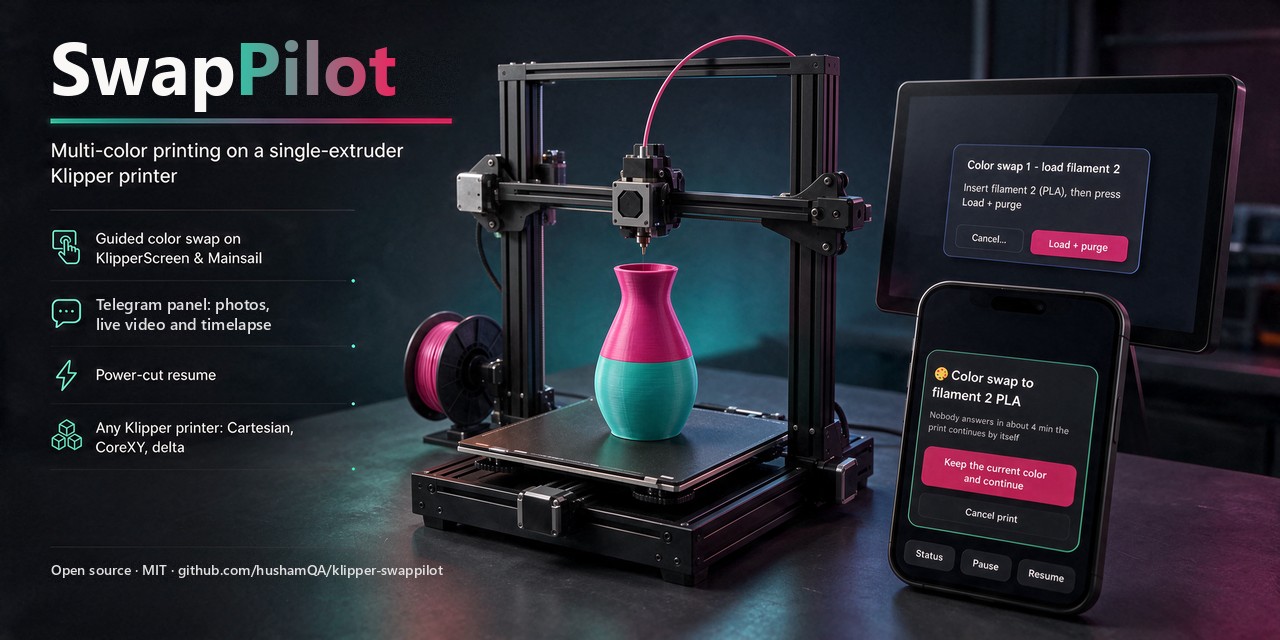 SwapPilot
Multi-color printing on a single-extruder
Klipper printer
Guided color swap on
KlipperScreen & Mainsail
Telegram panel: photos,
live video and timelapse
Power-cut resume
Any Klipper printer: Cartesian,
CoreXY, delta
Open source · MIT · github.com/hushamQA/klipper-swappilot
Color swap 1 - load filament 2
Insert filament 2 (PLA), then press
Load + purge
Cancel...
Load + purge
Color swap to
filament 2 PLA
Nobody answers in about 4 min the
print continues by itself
Keep the current color
and continue
Cancel print
Status
Pause
Resume